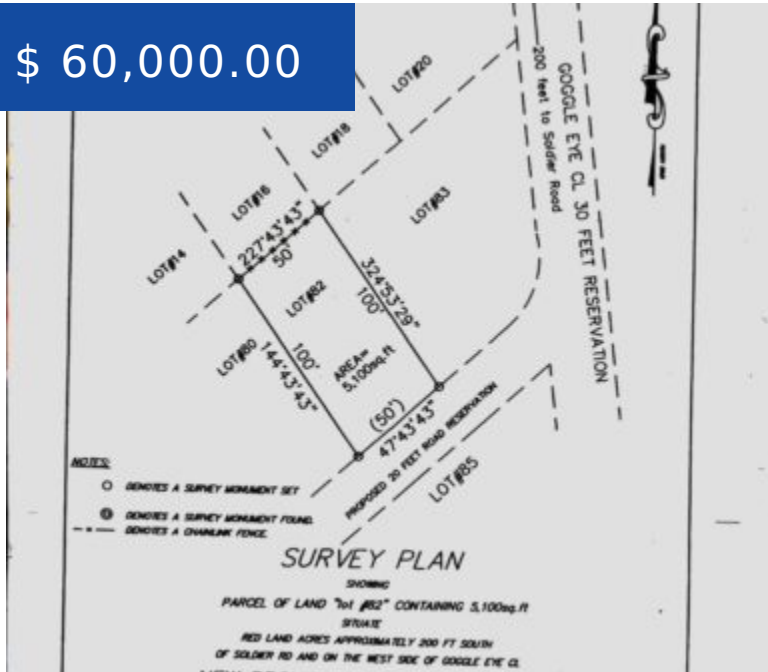 $ 60,000.00
LOT#20
LOT#18
LOT#16
LOT#14
200 feet to Soldier Road
GOGGLE EYE CL 30 FEET RESERVATION
LOT#83
227°43'43"
50'
LOT#82
324°53'29"
100'
LOT#80
100'
144°43'43"
AREA=
5,100sq.ft
(50')
47°43'43"
PROPOSED 20 FEET ROAD RESERVATION
LOT#85
NOTES:
DENOTES A SURVEY MONUMENT SET
DENOTES A SURVEY MONUMENT FOUND.
DENOTES A CHAINLINK FENCE.
SURVEY PLAN
SHOWING
PARCEL OF LAND "lot #82" CONTAINING 5,100sq.ft
SITUATE
RED LAND ACRES APPROXIMATELY 200 FT SOUTH
OF SOLDIER RD AND ON THE WEST SIDE OF GOGGLE EYE CL